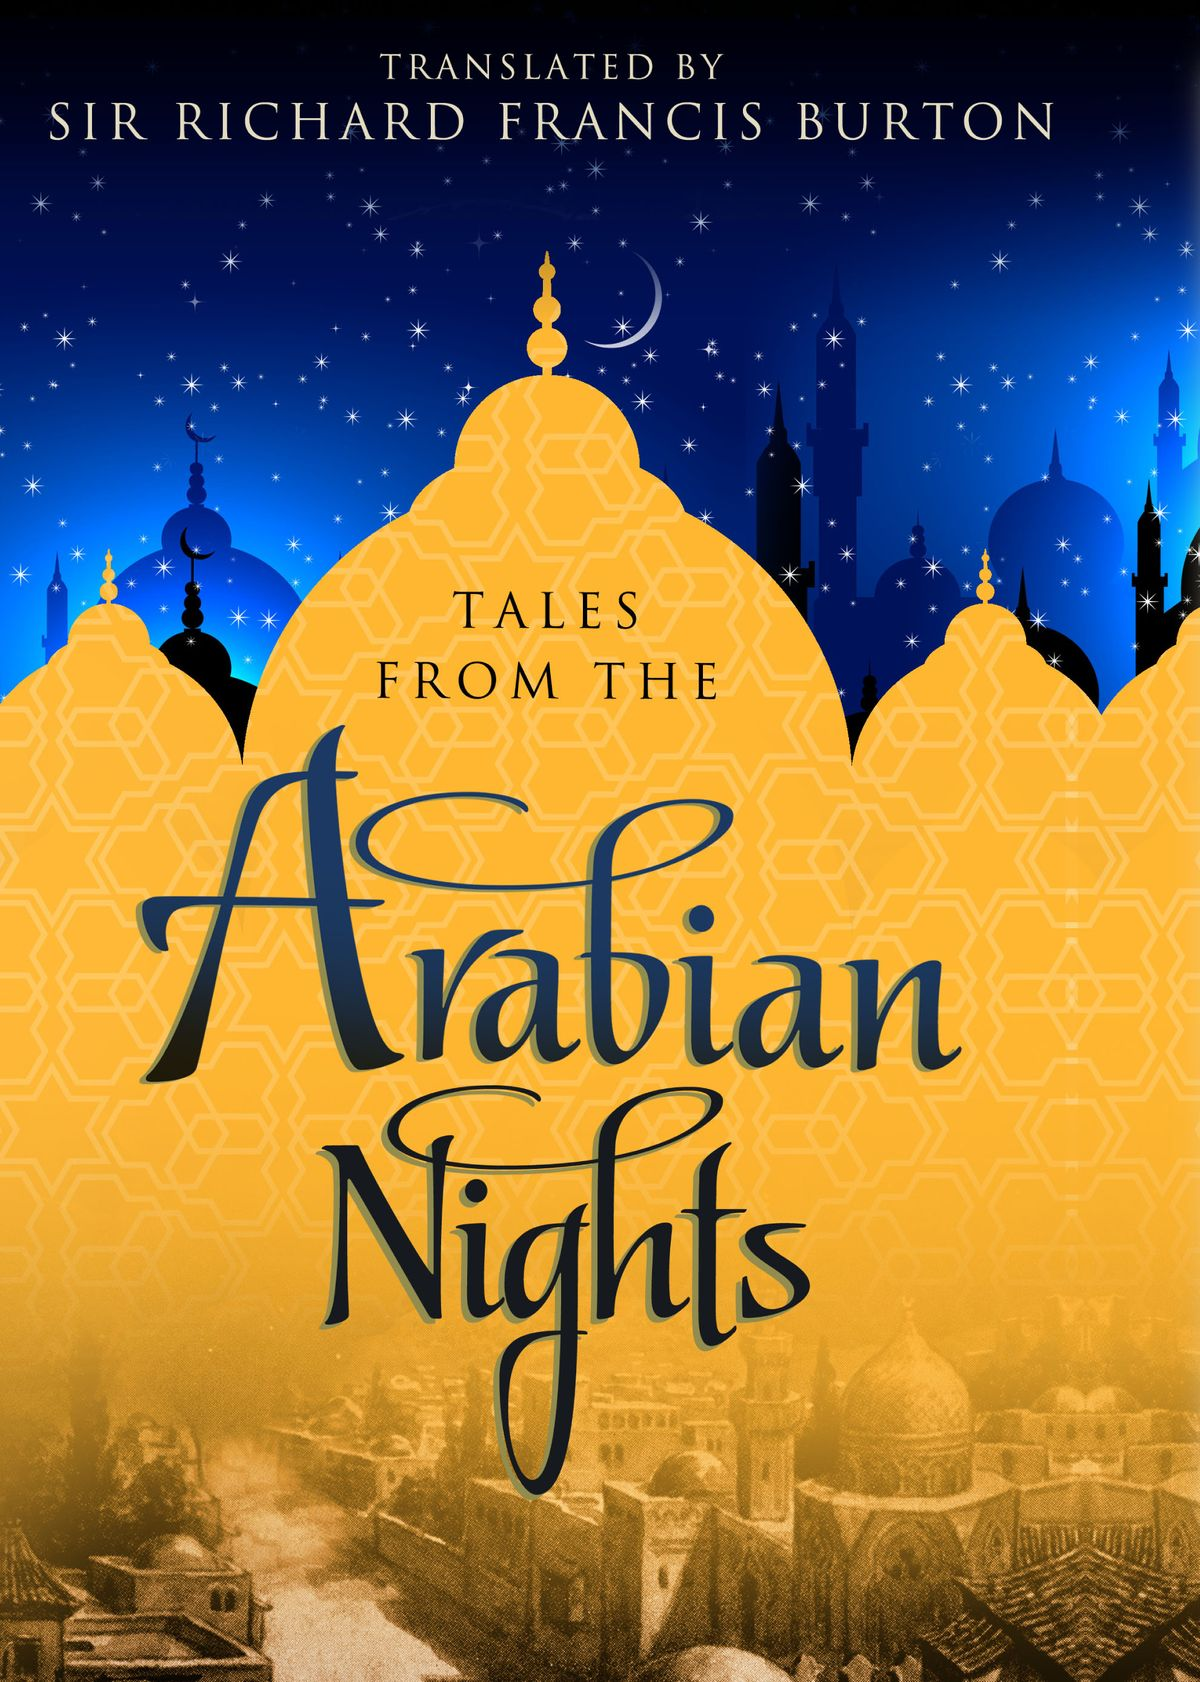 TRANSLATED BY
SIR RICHARD FRANCIS BURTON
TALES
FROM THE
Arabian
Nights